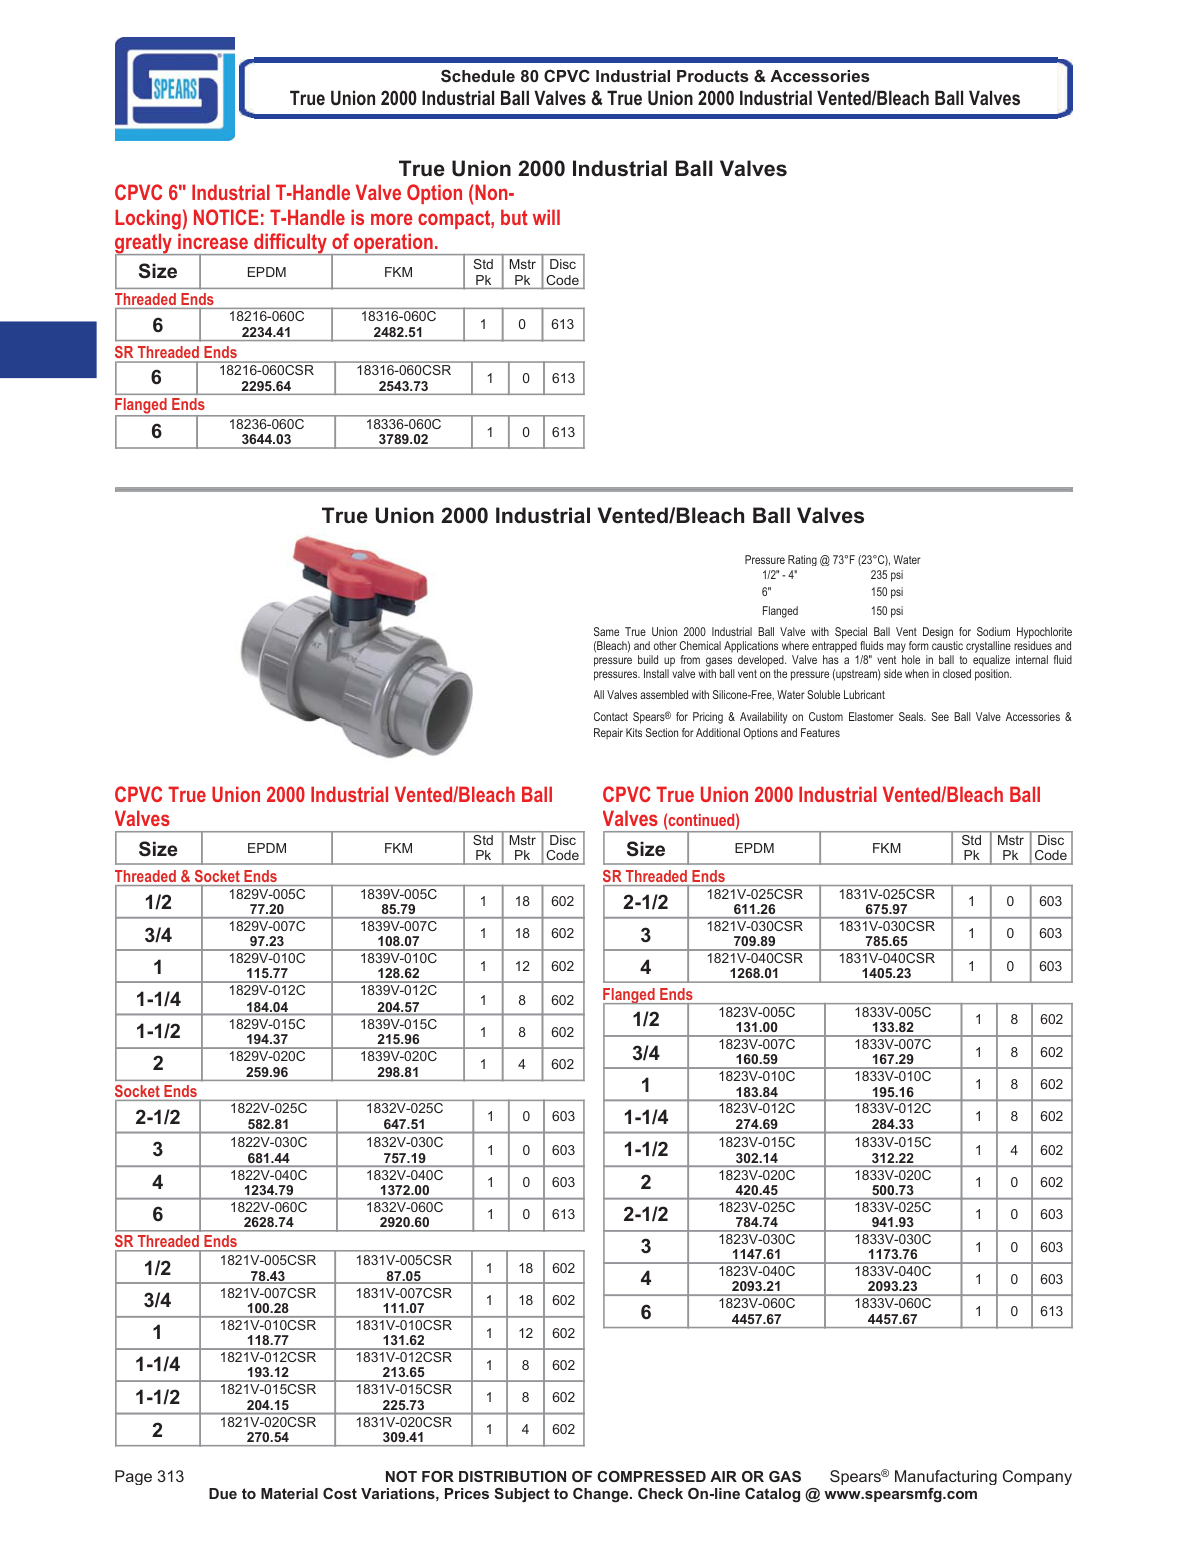 SPEARS®
Schedule 80 CPVC Industrial Products & Accessories
True Union 2000 Industrial Ball Valves & True Union 2000 Industrial Vented/Bleach Ball Valves
True Union 2000 Industrial Ball Valves
CPVC 6" Industrial T-Handle Valve Option (Non-
Locking) NOTICE: T-Handle is more compact, but will
greatly increase difficulty of operation.
Size EPDM FKM Std Pk Mstr Pk Disc Code
Threaded Ends
6 18216-060C 2234.41 18316-060C 2482.51 1 0 613
SR Threaded Ends
6 18216-060CSR 2295.64 18316-060CSR 2543.73 1 0 613
Flanged Ends
6 18236-060C 3644.03 18336-060C 3789.02 1 0 613
True Union 2000 Industrial Vented/Bleach Ball Valves
Pressure Rating @ 73°F (23°C), Water
1/2" - 4" 235 psi
6" 150 psi
Flanged 150 psi
Same True Union 2000 Industrial Ball Valve with Special Ball Vent Design for Sodium Hypochlorite
(Bleach) and other Chemical Applications where entrapped fluids may form caustic crystalline residues and
pressure build up from gases developed. Valve has a 1/8" vent hole in ball to equalize internal fluid
pressures. Install valve with ball vent on the pressure (upstream) side when in closed position.
All Valves assembled with Silicone-Free, Water Soluble Lubricant
Contact Spears® for Pricing & Availability on Custom Elastomer Seals. See Ball Valve Accessories &
Repair Kits Section for Additional Options and Features
CPVC True Union 2000 Industrial Vented/Bleach Ball
Valves
Size EPDM FKM Std Pk Mstr Pk Disc Code
Threaded & Socket Ends
1/2 1829V-005C 77.20 1839V-005C 85.79 1 18 602
3/4 1829V-007C 97.23 1839V-007C 108.07 1 18 602
1 1829V-010C 115.77 1839V-010C 128.62 1 12 602
1-1/4 1829V-012C 184.04 1839V-012C 204.57 1 8 602
1-1/2 1829V-015C 194.37 1839V-015C 215.96 1 8 602
2 1829V-020C 259.96 1839V-020C 298.81 1 4 602
Socket Ends
2-1/2 1822V-025C 582.81 1832V-025C 647.51 1 0 603
3 1822V-030C 681.44 1832V-030C 757.19 1 0 603
4 1822V-040C 1234.79 1832V-040C 1372.00 1 0 603
6 1822V-060C 2628.74 1832V-060C 2920.60 1 0 613
SR Threaded Ends
1/2 1821V-005CSR 78.43 1831V-005CSR 87.05 1 18 602
3/4 1821V-007CSR 100.28 1831V-007CSR 111.07 1 18 602
1 1821V-010CSR 118.77 1831V-010CSR 131.62 1 12 602
1-1/4 1821V-012CSR 193.12 1831V-012CSR 213.65 1 8 602
1-1/2 1821V-015CSR 204.15 1831V-015CSR 225.73 1 8 602
2 1821V-020CSR 270.54 1831V-020CSR 309.41 1 4 602
CPVC True Union 2000 Industrial Vented/Bleach Ball
Valves (continued)
Size EPDM FKM Std Pk Mstr Pk Disc Code
SR Threaded Ends
2-1/2 1821V-025CSR 611.26 1831V-025CSR 675.97 1 0 603
3 1821V-030CSR 709.89 1831V-030CSR 785.65 1 0 603
4 1821V-040CSR 1268.01 1831V-040CSR 1405.23 1 0 603
Flanged Ends
1/2 1823V-005C 131.00 1833V-005C 133.82 1 8 602
3/4 1823V-007C 160.59 1833V-007C 167.29 1 8 602
1 1823V-010C 183.84 1833V-010C 195.16 1 8 602
1-1/4 1823V-012C 274.69 1833V-012C 284.33 1 8 602
1-1/2 1823V-015C 302.14 1833V-015C 312.22 1 4 602
2 1823V-020C 420.45 1833V-020C 500.73 1 0 602
2-1/2 1823V-025C 784.74 1833V-025C 941.93 1 0 603
3 1823V-030C 1147.61 1833V-030C 1173.76 1 0 603
4 1823V-040C 2093.21 1833V-040C 2093.23 1 0 603
6 1823V-060C 4457.67 1833V-060C 4457.67 1 0 613
Page 313 NOT FOR DISTRIBUTION OF COMPRESSED AIR OR GAS Spears® Manufacturing Company
Due to Material Cost Variations, Prices Subject to Change. Check On-line Catalog @ www.spearsmfg.com